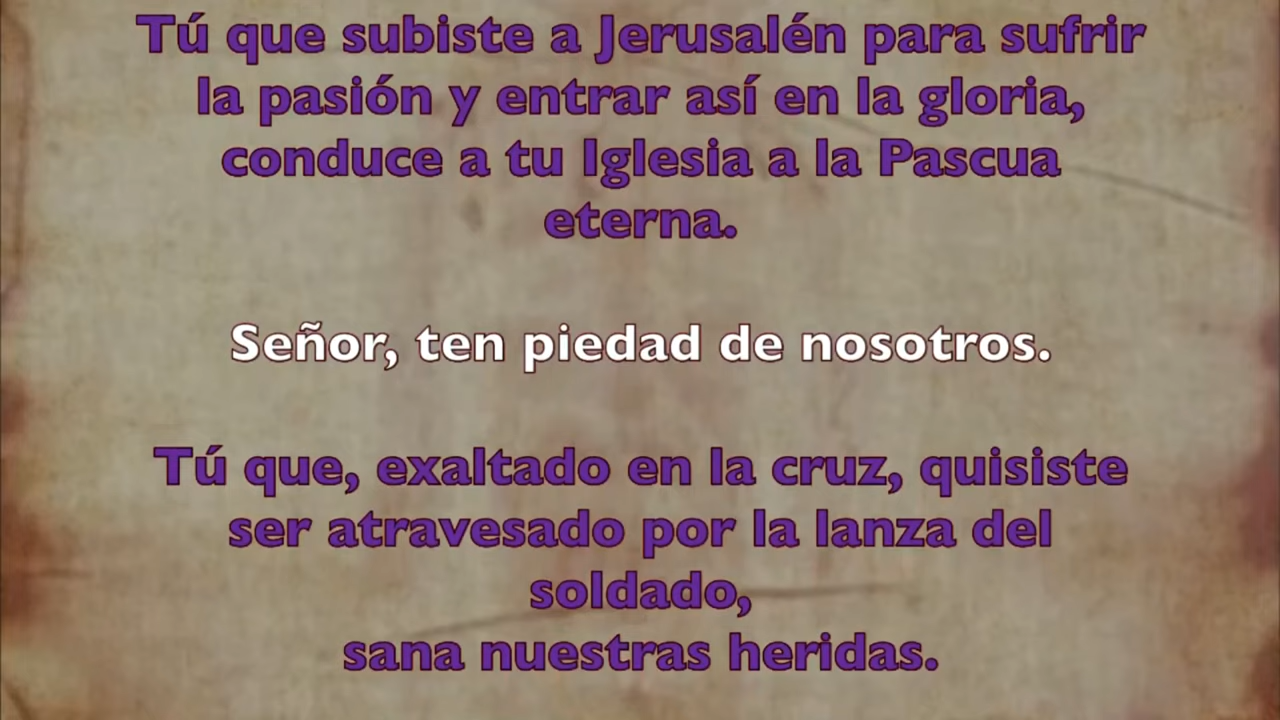 Tú que subiste a Jerusalén para sufrir
la pasión y entrar así en la gloria,
conduce a tu Iglesia a la Pascua
eterna.
Señor, ten piedad de nosotros.
Tú que, exaltado en la cruz, quisiste
ser atravesado por la lanza del
soldado,
sana nuestras heridas.